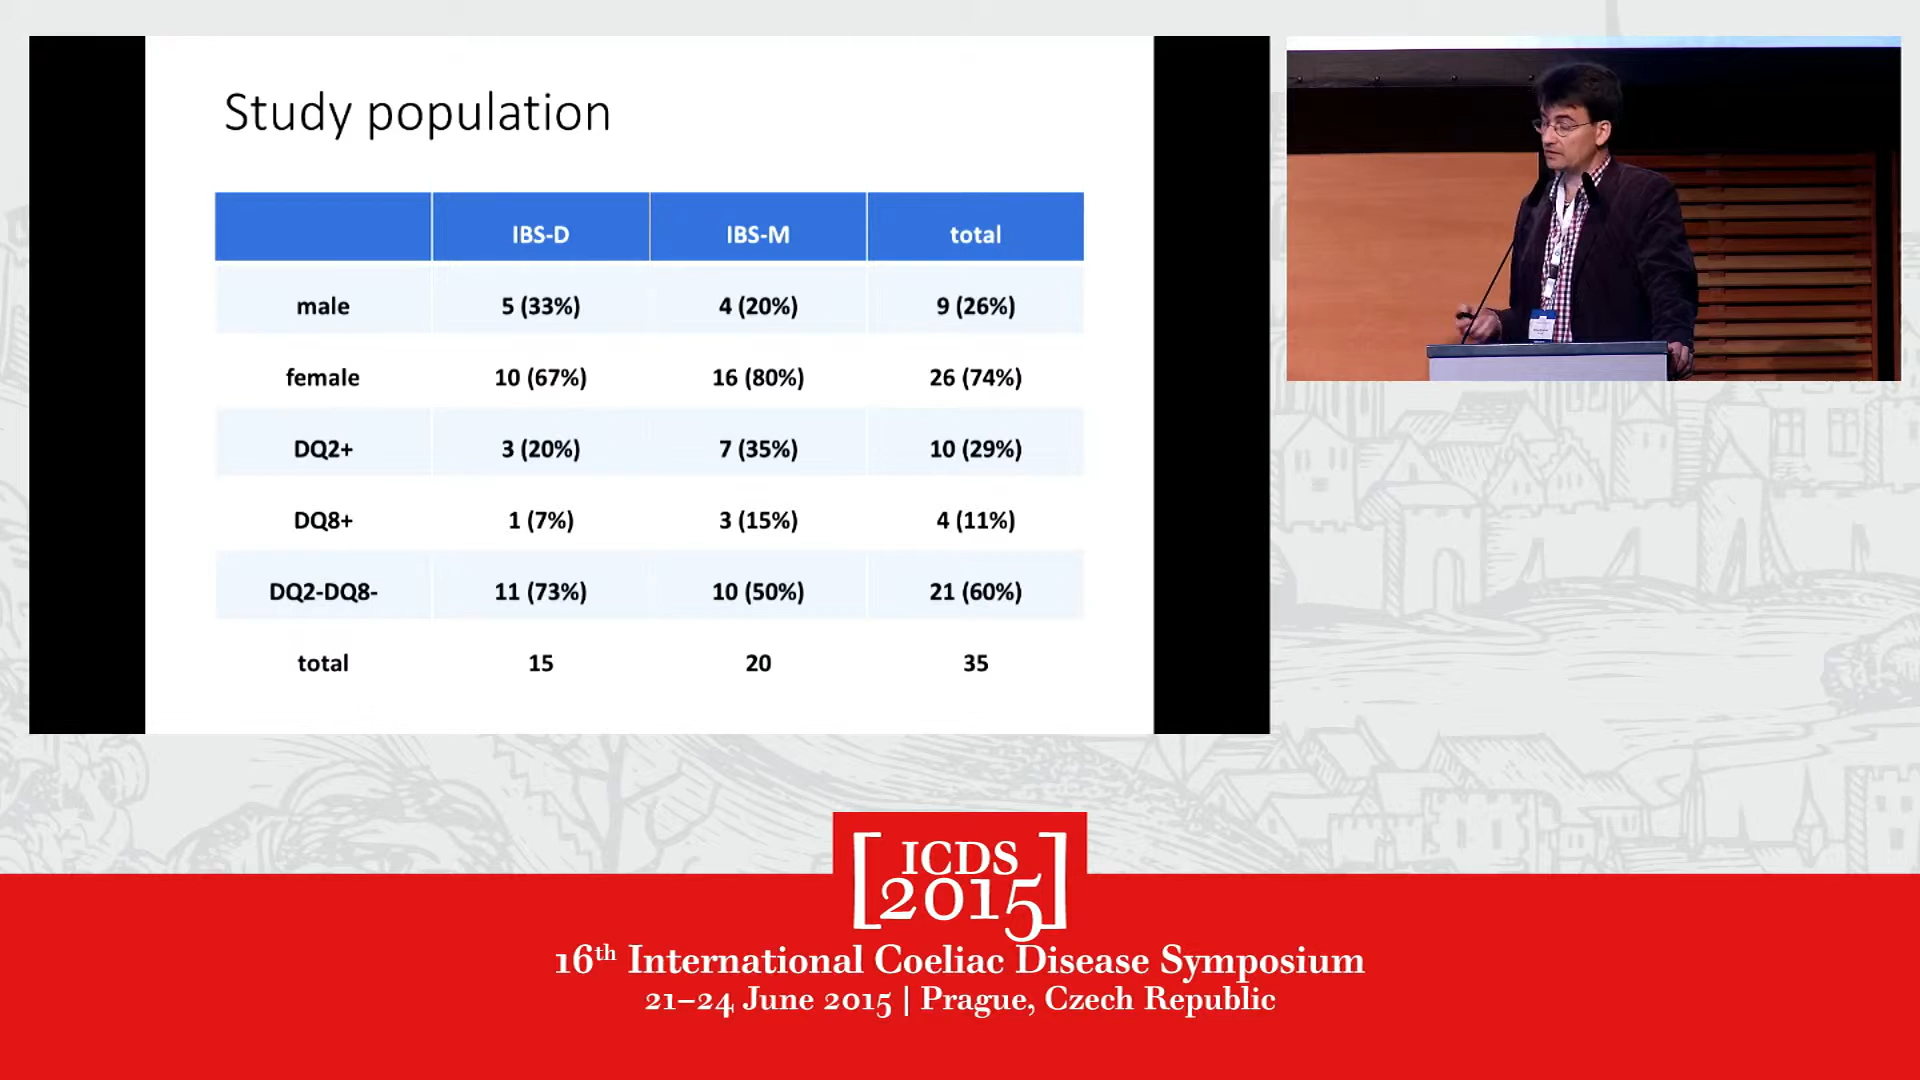 Study population
IBS-D IBS-M total
male 5 (33%) 4 (20%) 9 (26%)
female 10 (67%) 16 (80%) 26 (74%)
DQ2+ 3 (20%) 7 (35%) 10 (29%)
DQ8+ 1 (7%) 3 (15%) 4 (11%)
DQ2-DQ8- 11 (73%) 10 (50%) 21 (60%)
total 15 20 35
[ICDS
2015]
16th International Coeliac Disease Symposium
21–24 June 2015 | Prague, Czech Republic